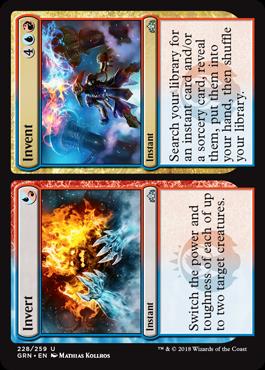 Invert
Instant
Switch the power and
toughness of each of up
to two target creatures.
Invent
4
Instant
Search your library for
an instant card and/or
a sorcery card, reveal
them, put them into
your hand, then shuffle
your library.
228/259 U
GRN • EN MATHIAS KOLLROS
™ & © 2018 Wizards of the Coast